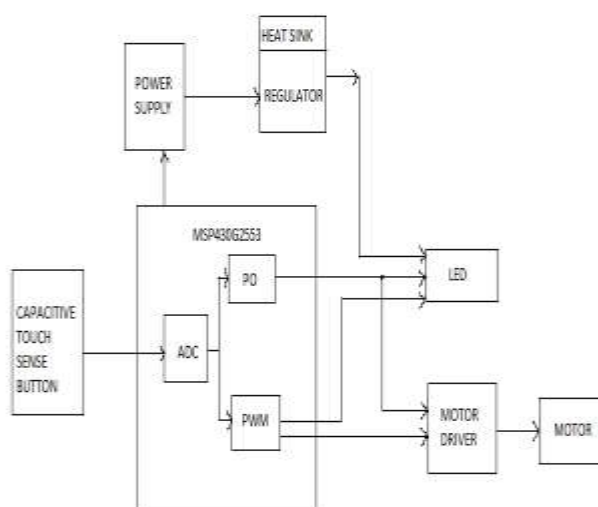 HEAT SINK
REGULATOR
POWER
SUPPLY
MSP430G2553
PO
LED
CAPACITIVE
TOUCH
SENSE
BUTTON
ADC
PWM
MOTOR
DRIVER
MOTOR